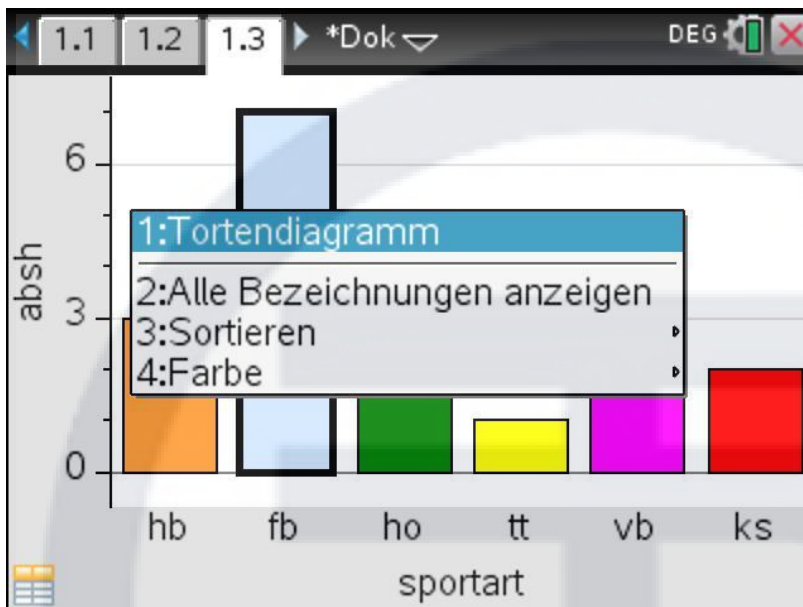 1.1 1.2 1.3 *Dok DEG
6
1:Tortendiagramm
2:Alle Bezeichnungen anzeigen
absh
3
3:Sortieren
4:Farbe
0
hb fb ho tt vb ks
sportart